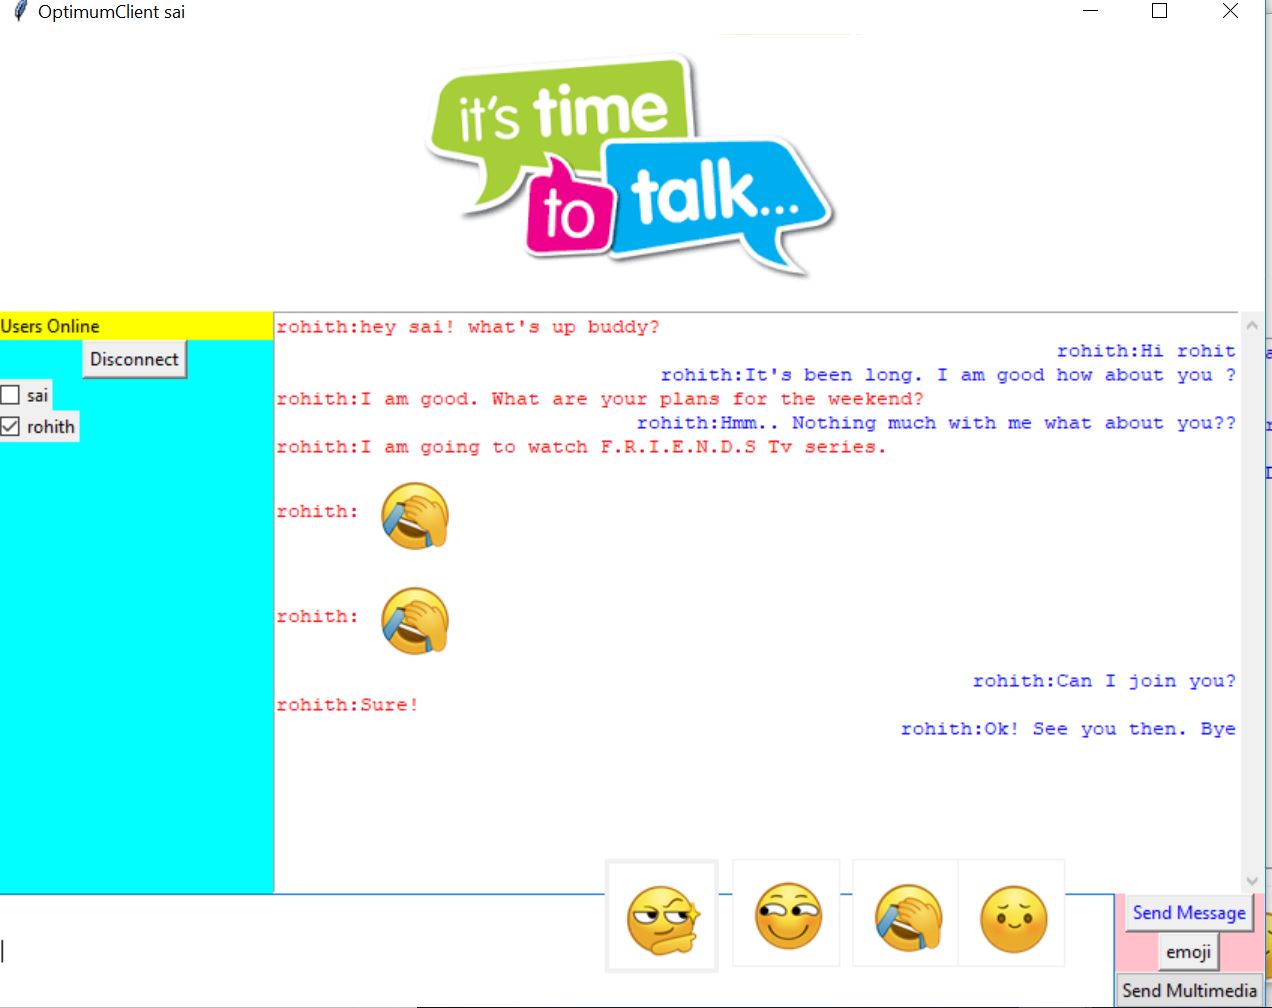 OptimumClient sai
it's time
to talk...
Users Online
Disconnect
sai
rohith
rohith:hey sai! what's up buddy?
rohith:Hi rohit
rohith:It's been long. I am good how about you ?
rohith:I am good. What are your plans for the weekend?
rohith:Hmm.. Nothing much with me what about you??
rohith:I am going to watch F.R.I.E.N.D.S Tv series.
rohith:
rohith:
rohith:Can I join you?
rohith:Sure!
rohith:Ok! See you then. Bye
Send Message
emoji
Send Multimedia